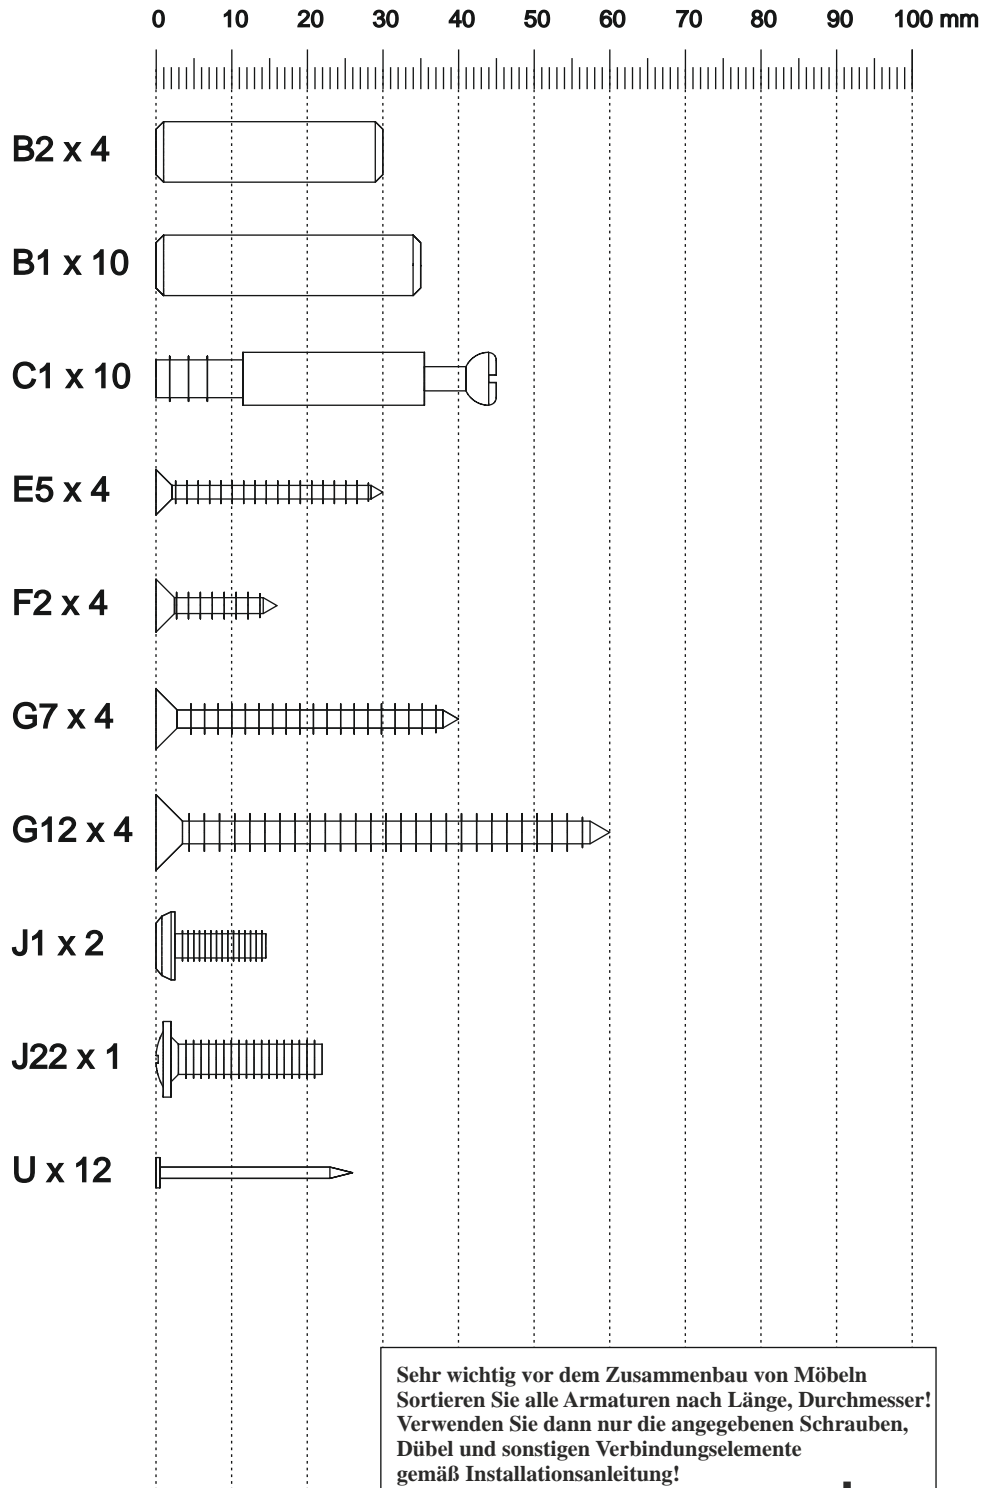 0 10 20 30 40 50 60 70 80 90 100 mm
B2 x 4
B1 x 10
C1 x 10
E5 x 4
F2 x 4
G7 x 4
G12 x 4
J1 x 2
J22 x 1
U x 12
Sehr wichtig vor dem Zusammenbau von Möbeln
Sortieren Sie alle Armaturen nach Länge, Durchmesser!
Verwenden Sie dann nur die angegebenen Schrauben,
Dübel und sonstigen Verbindungselemente
gemäß Installationsanleitung!